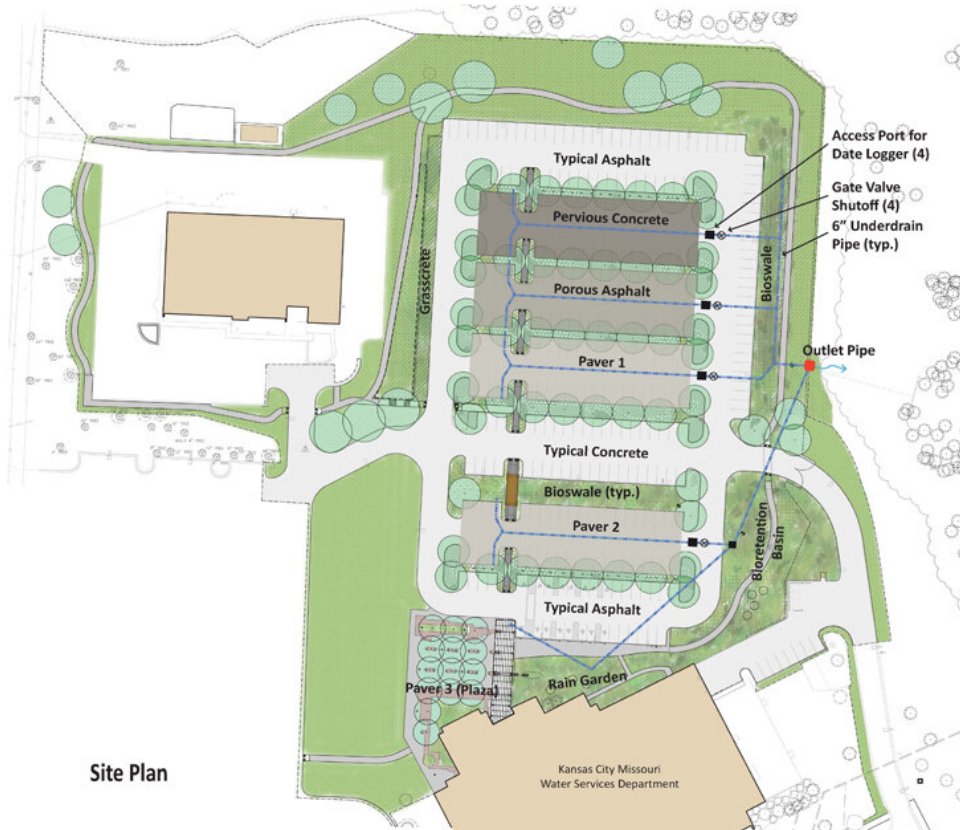 Typical Asphalt
Access Port for
Date Logger (4)
Gate Valve
Shutoff (4)
6" Underdrain
Pipe (typ.)
Pervious Concrete
Grasscrete
Porous Asphalt
Bioswale
Paver 1
Outlet Pipe
Typical Concrete
Bioswale (typ.)
Paver 2
Bioretention
Basin
Typical Asphalt
Rain Garden
Paver 3 (Plaza)
Site Plan
Kansas City Missouri
Water Services Department